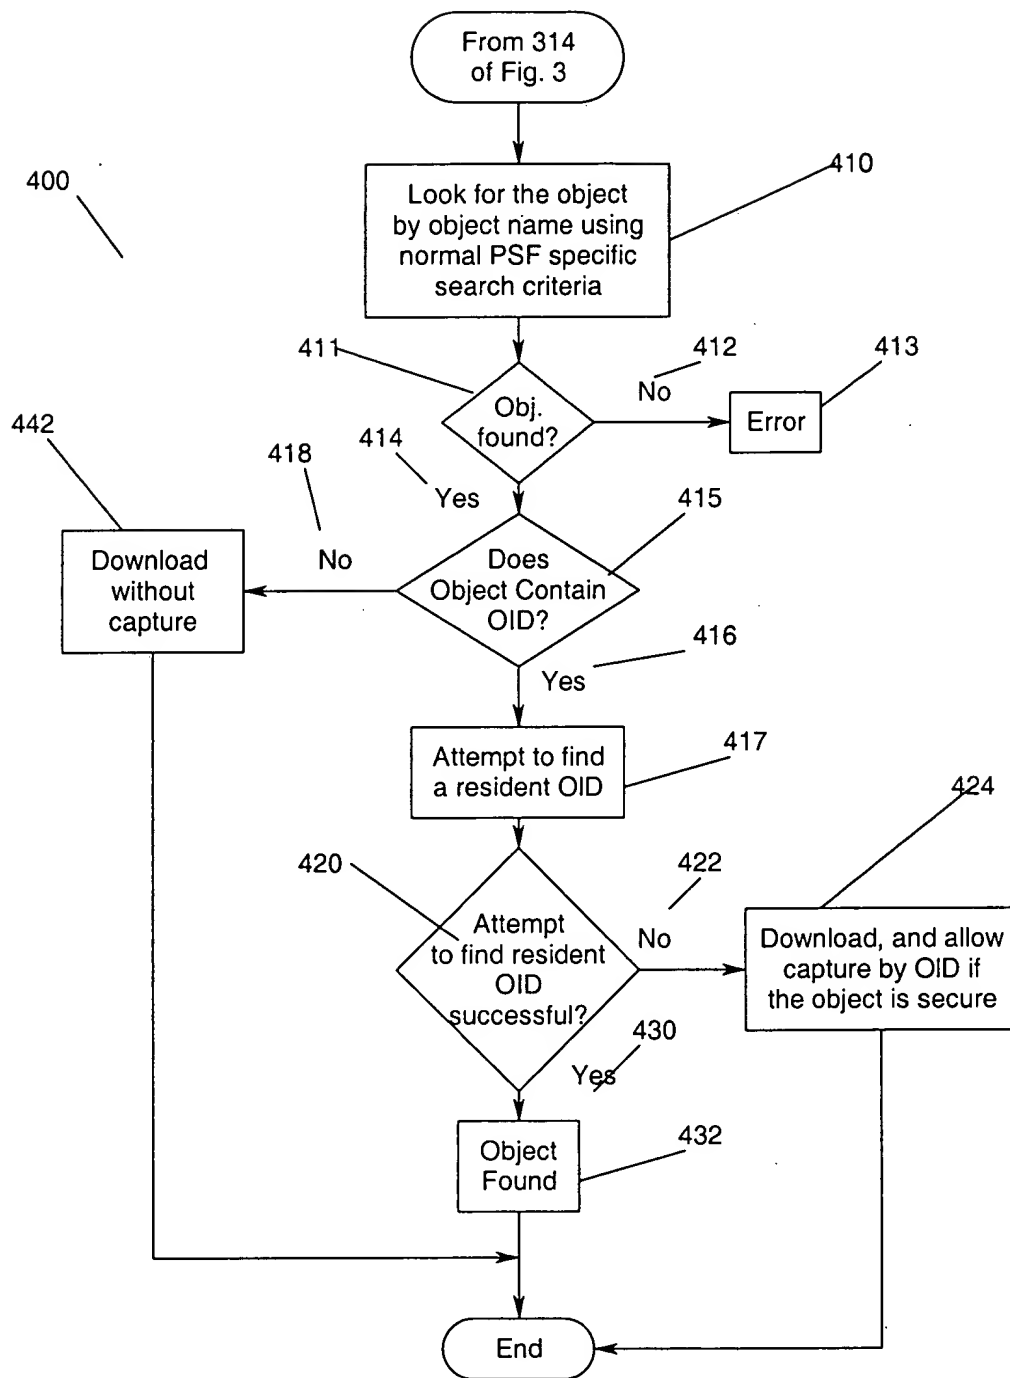 From 314
of Fig. 3
400
410
Look for the object
by object name using
normal PSF specific
search criteria
411
412
413
No
Obj.
found?
Error
442
418
414
Yes
415
Download
without
capture
No
Does
Object Contain
OID?
416
Yes
Attempt to find
a resident OID
417
424
420
422
Attempt
to find resident
OID
successful?
No
Download, and allow
capture by OID if
the object is secure
430
Yes
Object
Found
432
End